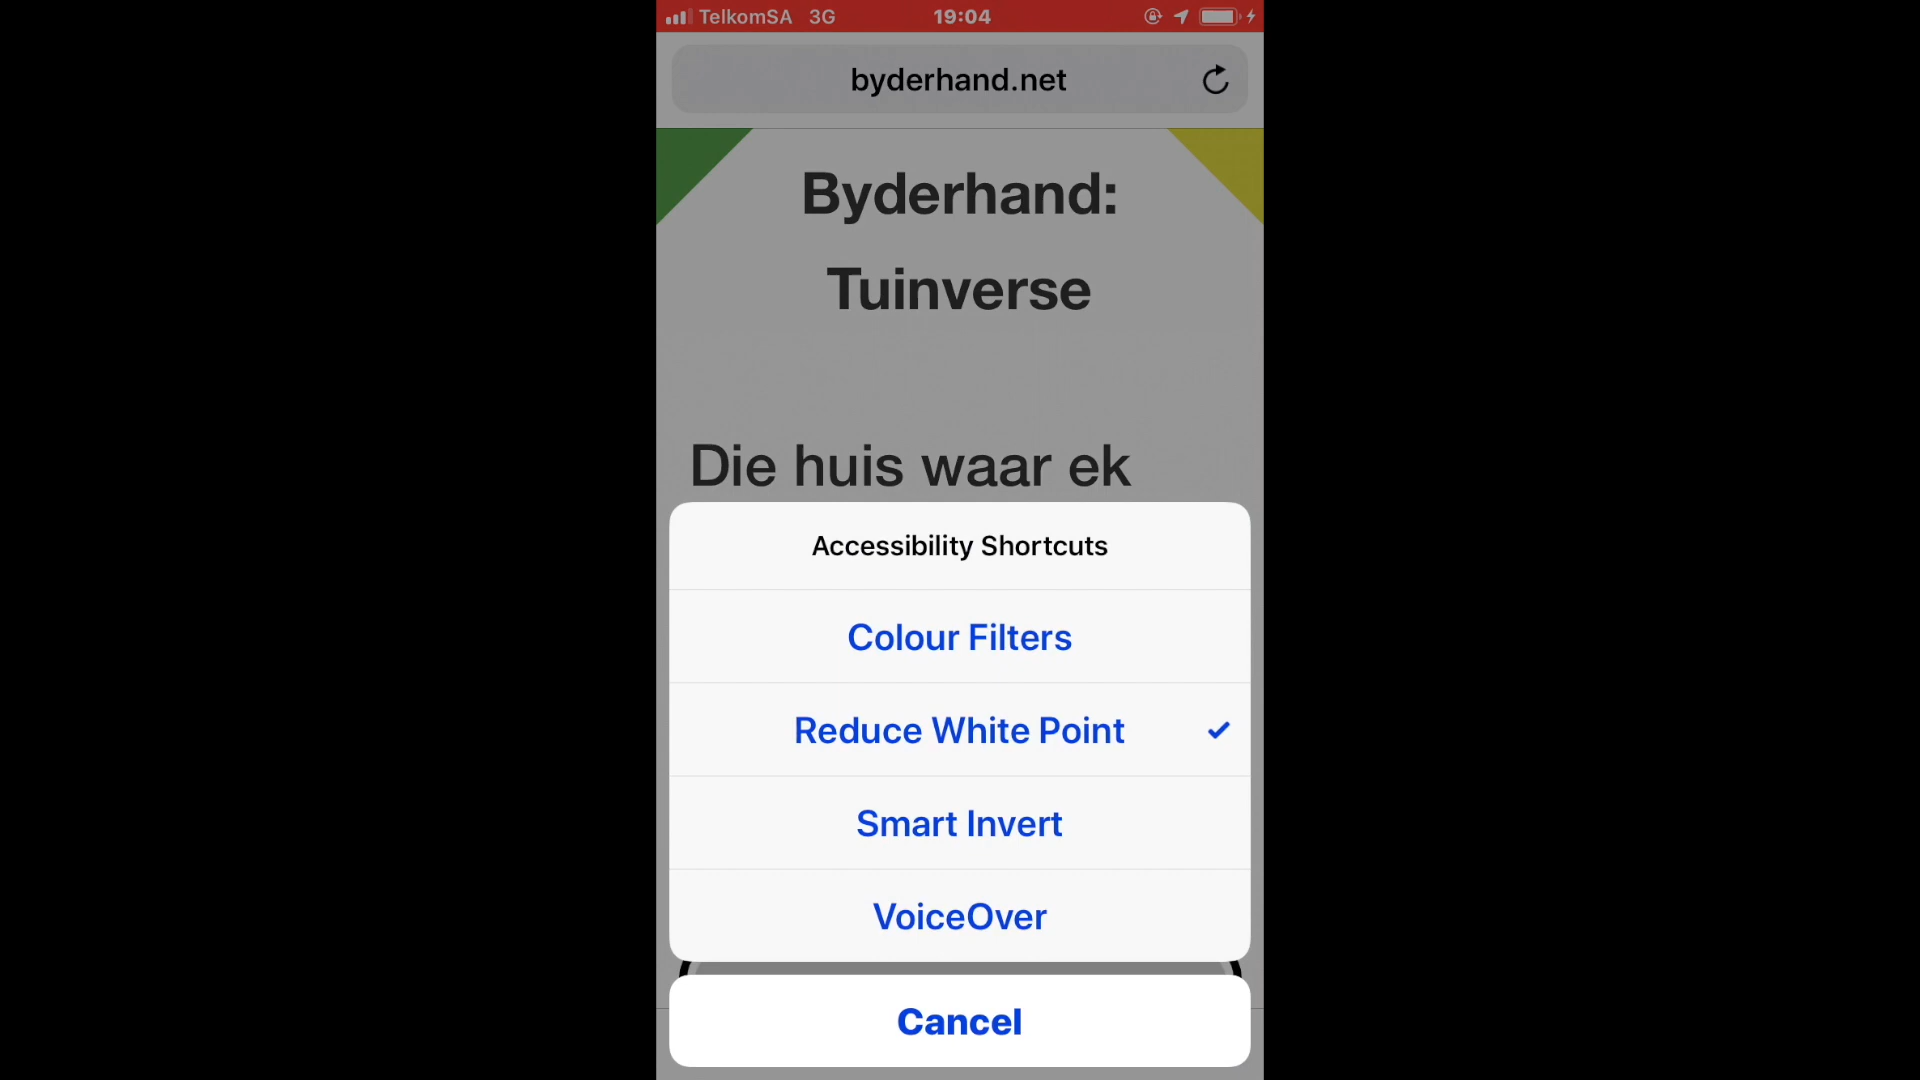 TelkomSA 3G 19:04
byderhand.net
Byderhand:
Tuinverse
Die huis waar ek
Accessibility Shortcuts
Colour Filters
Reduce White Point
Smart Invert
VoiceOver
Cancel